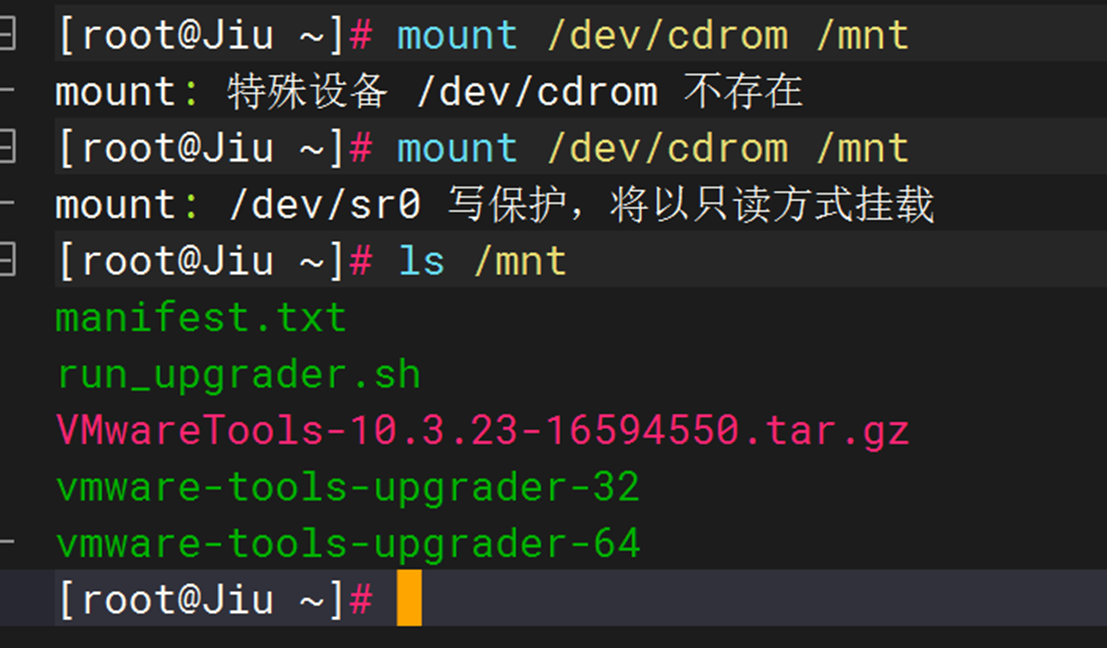 [root@Jiu ~]# mount /dev/cdrom /mnt
mount: 特殊设备 /dev/cdrom 不存在
[root@Jiu ~]# mount /dev/cdrom /mnt
mount: /dev/sr0 写保护，将以只读方式挂载
[root@Jiu ~]# ls /mnt
manifest.txt
run_upgrader.sh
VMwareTools-10.3.23-16594550.tar.gz
vmware-tools-upgrader-32
vmware-tools-upgrader-64
[root@Jiu ~]#